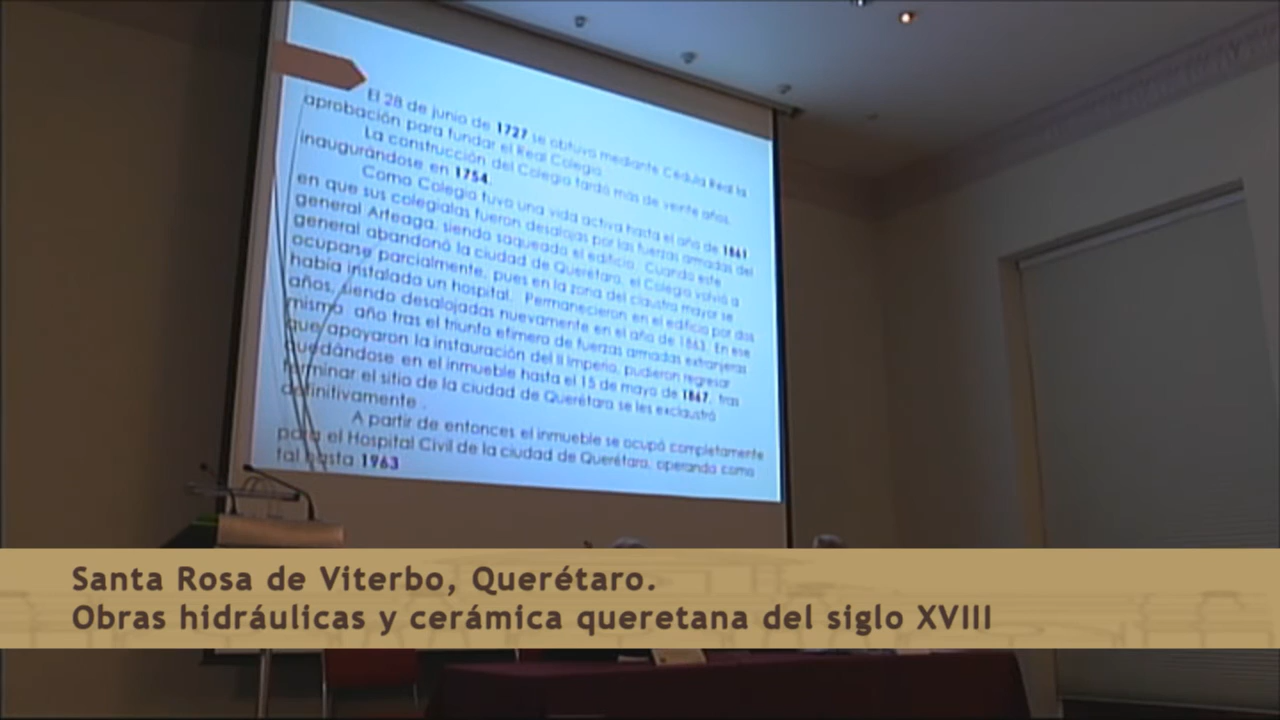 El 28 de junio de 1727 se obtuvo mediante Cédula Real la
aprobación para fundar el Real Colegio.
La construcción del Colegio tardó más de veinte años,
inaugurándose en 1754.
Como Colegio tuvo una vida activa hasta el año de 1861
en que sus colegialas fueron desalojas por las fuerzas armadas del
general Arteaga, siendo saqueado el edificio. Cuando este
general abandonó la ciudad de Querétaro, el Colegio volvió a
ocuparse parcialmente, pues en la zona del claustro mayor se
había instalado un hospital. Permanecieron en el edificio por dos
años, siendo desalojadas nuevamente en el año de 1863. En ese
mismo año tras el triunfo efímero de fuerzas armadas extranjeras
que apoyaron la instauración del II Imperio, pudieron regresar
quedándose en el inmueble hasta el 15 de mayo de 1867, tras
terminar el sitio de la ciudad de Querétaro se les exclaustró
definitivamente .
A partir de entonces el inmueble se ocupó completamente
para el Hospital Civil de la ciudad de Querétaro, operando como
tal hasta 1963
Santa Rosa de Viterbo, Querétaro.
Obras hidráulicas y cerámica queretana del siglo XVIII